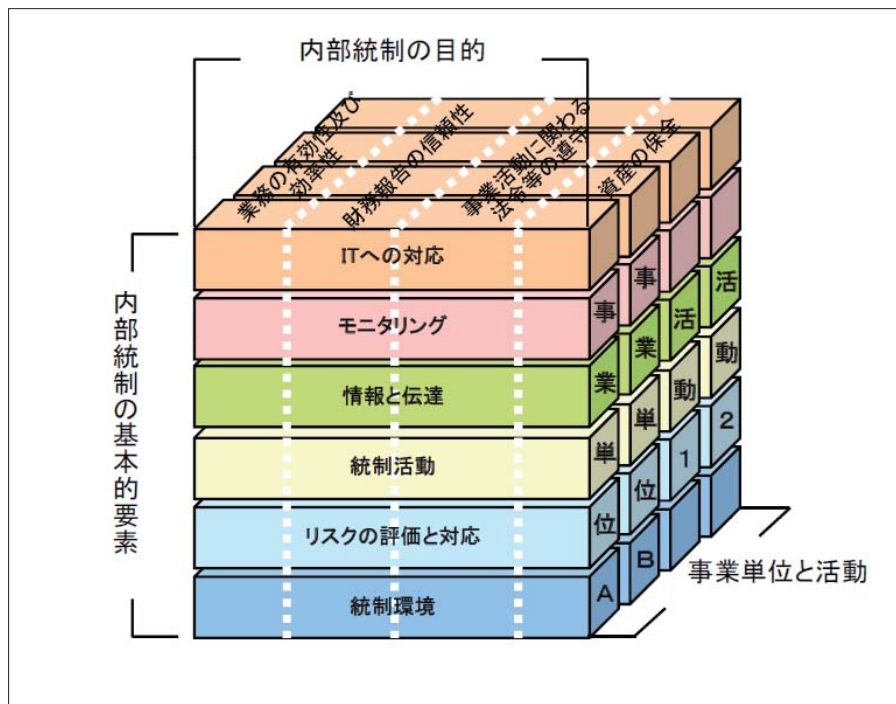 内部統制の目的
業務の有効性及び
効率性
財務報告の信頼性
事業活動に関わる
法令等の遵守
資産の保全
内部統制の基本的要素
ITへの対応
モニタリング
情報と伝達
統制活動
リスクの評価と対応
統制環境
事業単位A
事業単位B
活動1
活動2
事業単位と活動